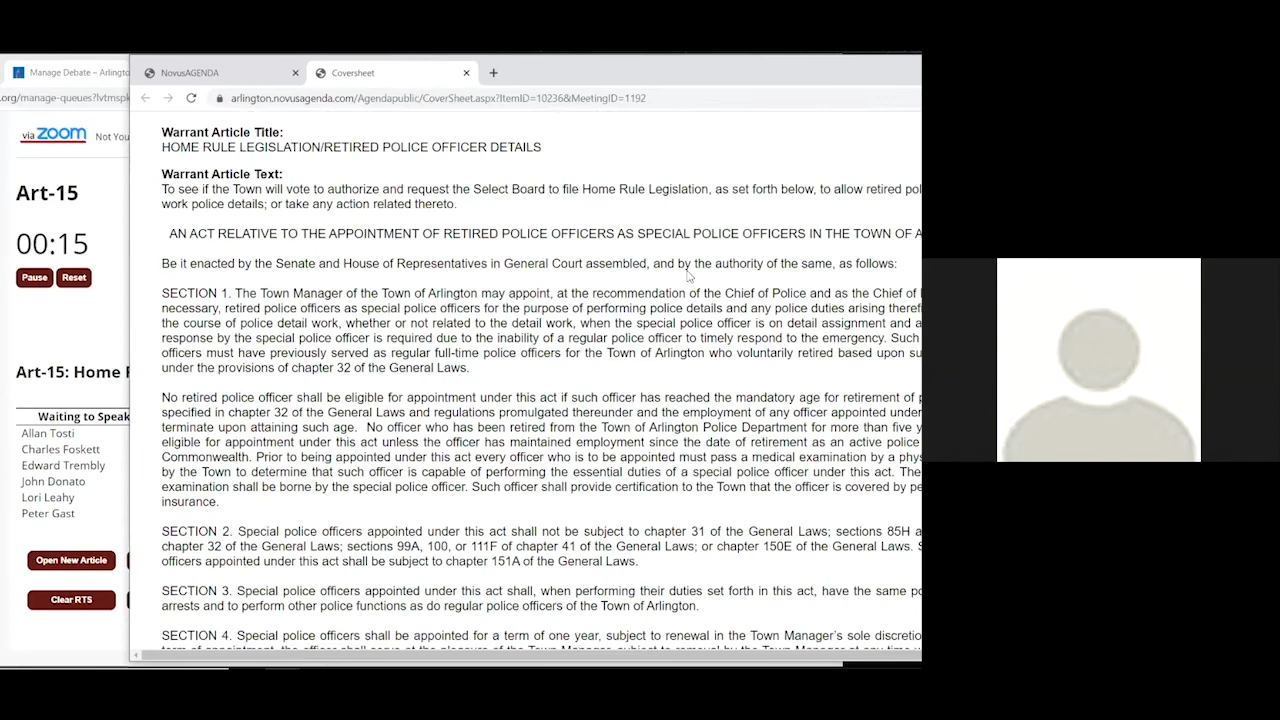 Manage Debate – Arlingto
.org/manage-queues?lvtmspk
via zoom Not You
Art-15
00:15
Pause Reset
Art-15: Home
Waiting to Speak
Allan Tosti
Charles Foskett
Edward Trembly
John Donato
Lori Leahy
Peter Gast
Open New Article
Clear RTS
NovusAGENDA
Coversheet
arlington.novusagenda.com/Agendapublic/CoverSheet.aspx?ItemID=10236&MeetingID=1192
Warrant Article Title:
HOME RULE LEGISLATION/RETIRED POLICE OFFICER DETAILS
Warrant Article Text:
To see if the Town will vote to authorize and request the Select Board to file Home Rule Legislation, as set forth below, to allow retired pol
work police details; or take any action related thereto.
AN ACT RELATIVE TO THE APPOINTMENT OF RETIRED POLICE OFFICERS AS SPECIAL POLICE OFFICERS IN THE TOWN OF A
Be it enacted by the Senate and House of Representatives in General Court assembled, and by the authority of the same, as follows:
SECTION 1. The Town Manager of the Town of Arlington may appoint, at the recommendation of the Chief of Police and as the Chief of
necessary, retired police officers as special police officers for the purpose of performing police details and any police duties arising theref
the course of police detail work, whether or not related to the detail work, when the special police officer is on detail assignment and a
response by the special police officer is required due to the inability of a regular police officer to timely respond to the emergency. Such
officers must have previously served as regular full-time police officers for the Town of Arlington who voluntarily retired based upon su
under the provisions of chapter 32 of the General Laws.
No retired police officer shall be eligible for appointment under this act if such officer has reached the mandatory age for retirement of p
specified in chapter 32 of the General Laws and regulations promulgated thereunder and the employment of any officer appointed under
terminate upon attaining such age. No officer who has been retired from the Town of Arlington Police Department for more than five y
eligible for appointment under this act unless the officer has maintained employment since the date of retirement as an active police
Commonwealth. Prior to being appointed under this act every officer who is to be appointed must pass a medical examination by a phys
by the Town to determine that such officer is capable of performing the essential duties of a special police officer under this act. The
examination shall be borne by the special police officer. Such officer shall provide certification to the Town that the officer is covered by pe
insurance.
SECTION 2. Special police officers appointed under this act shall not be subject to chapter 31 of the General Laws; sections 85H a
chapter 32 of the General Laws; sections 99A, 100, or 111F of chapter 41 of the General Laws; or chapter 150E of the General Laws. S
officers appointed under this act shall be subject to chapter 151A of the General Laws.
SECTION 3. Special police officers appointed under this act shall, when performing their duties set forth in this act, have the same po
arrests and to perform other police functions as do regular police officers of the Town of Arlington.
SECTION 4. Special police officers shall be appointed for a term of one year, subject to renewal in the Town Manager's sole discretio